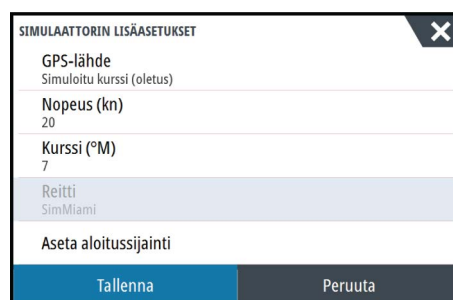 SIMULAATTORIN LISÄASETUKSET
GPS-lähde
Simuloitu kurssi (oletus)
Nopeus (kn)
20
Kurssi (°M)
7
Reitti
SimMiami
Aseta aloitussijainti
Tallenna
Peruuta